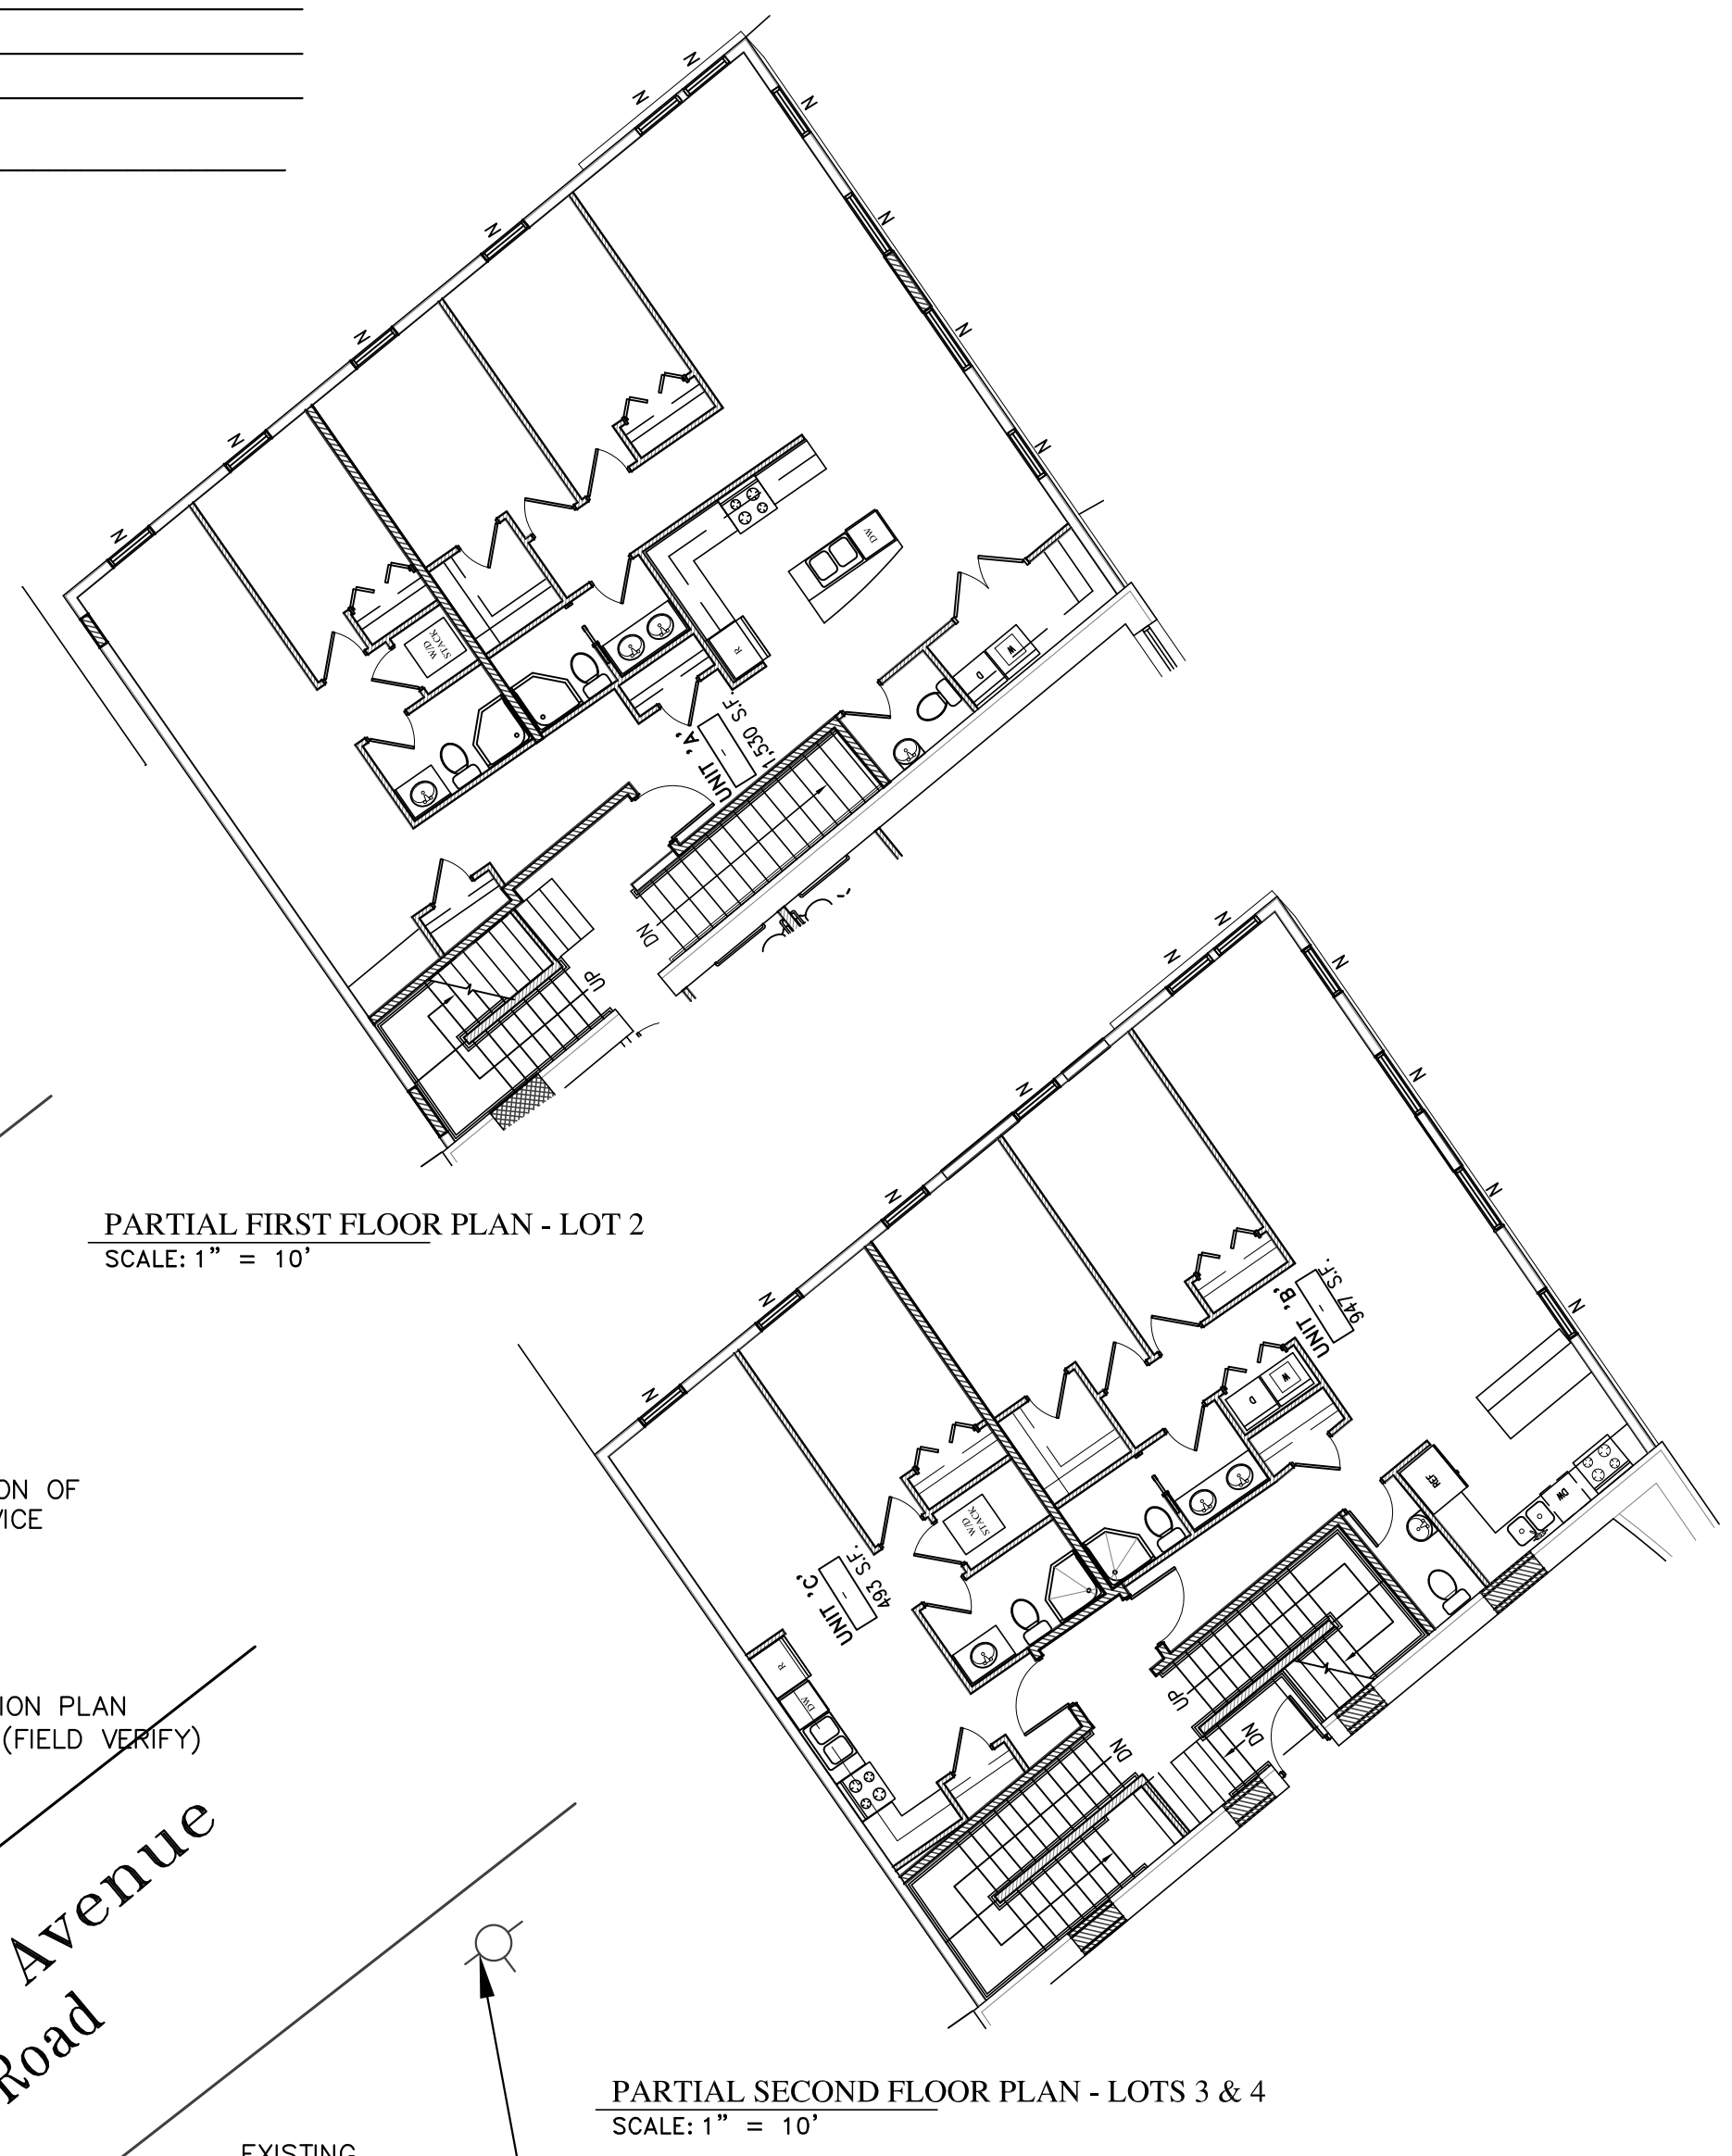 N
N
N
N
N
N
N
N
N
N
N
N
DW
W/D
STACK
R
W
D
UNIT 'A'
-
1,530 S.F.
DN
UP
PARTIAL FIRST FLOOR PLAN - LOT 2
SCALE: 1" = 10'
N
N
N
N
N
N
N
N
N
N
N
UNIT 'B'
-
947 S.F.
W
D
REF
DW
W/D
STACK
UNIT 'C'
-
493 S.F.
R
DW
UP
DN
DN
ON OF
VICE
ION PLAN
(FIELD VERIFY)
Avenue
Road
PARTIAL SECOND FLOOR PLAN - LOTS 3 & 4
SCALE: 1" = 10'
EXISTING